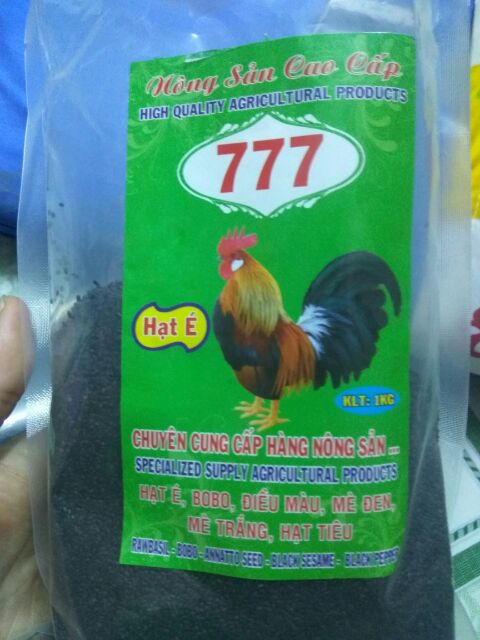 Nông Sản Cao Cấp
HIGH QUALITY AGRICULTURAL PRODUCTS
777
Hạt É
KLT: 1KG
CHUYÊN CUNG CẤP HÀNG NÔNG SẢN ...
SPECIALIZED SUPPLY AGRICULTURAL PRODUCTS
HẠT É, BOBO, ĐIỀU MÀU, MÈ ĐEN,
MÈ TRẮNG, HẠT TIÊU
RAWBASIL - BOBO - ANNATTO SEED - BLACK SESAME - BLACK PEPPER